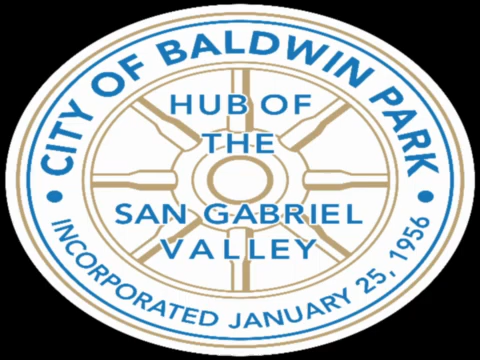 CITY OF BALDWIN PARK
HUB OF
THE
SAN GABRIEL
VALLEY
INCORPORATED JANUARY 25, 1956